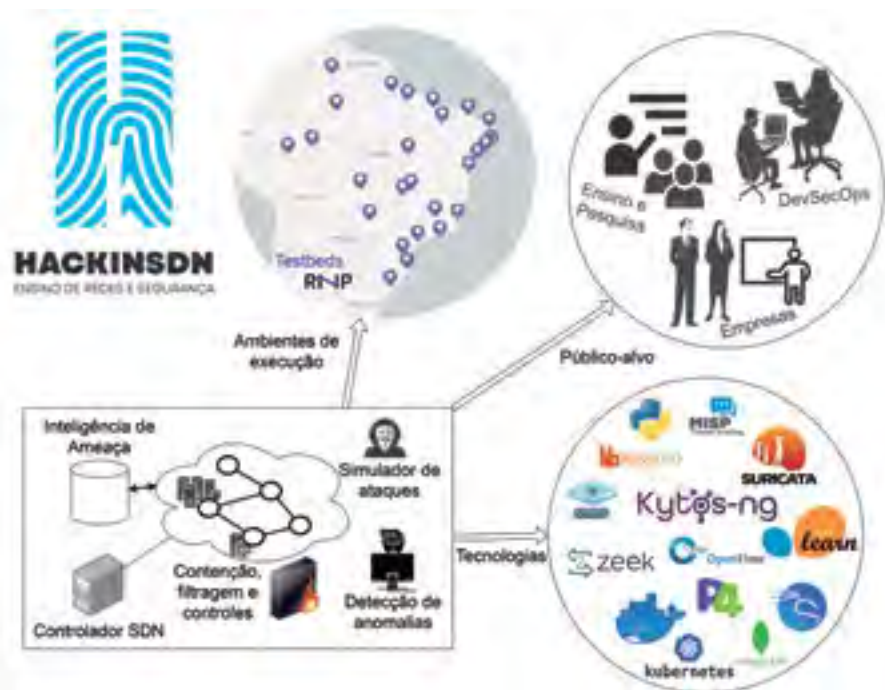 HACKINSDN
ENSINO DE REDES E SEGURANÇA
Testbeds
RNP
Ensino e
Pesquisa
DevSecOps
Empresas
Ambientes de
execução
Público-alvo
Inteligência de
Ameaça
Simulador de
ataques
Contenção,
filtragem e
controles
Detecção de
anomalias
Controlador SDN
Tecnologias
MISP
SURICATA
Kytos-ng
learn
zeek
OpenFlow
P4
kubernetes